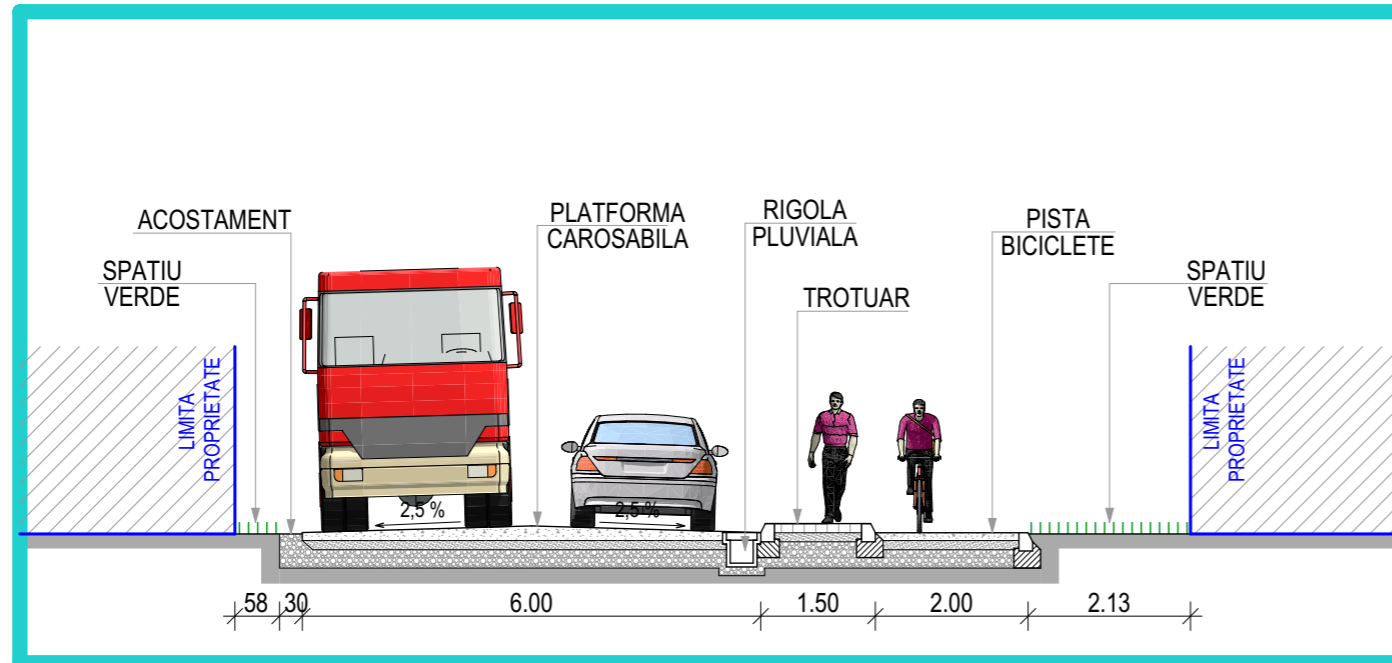 ACOSTAMENT
SPATIU
VERDE
PLATFORMA
CAROSABILA
RIGOLA
PLUVIALA
TROTUAR
PISTA
BICICLETE
SPATIU
VERDE
LIMITA
PROPRIETATE
LIMITA
PROPRIETATE
2,5 %
2,5 %
58
30
6.00
1.50
2.00
2.13